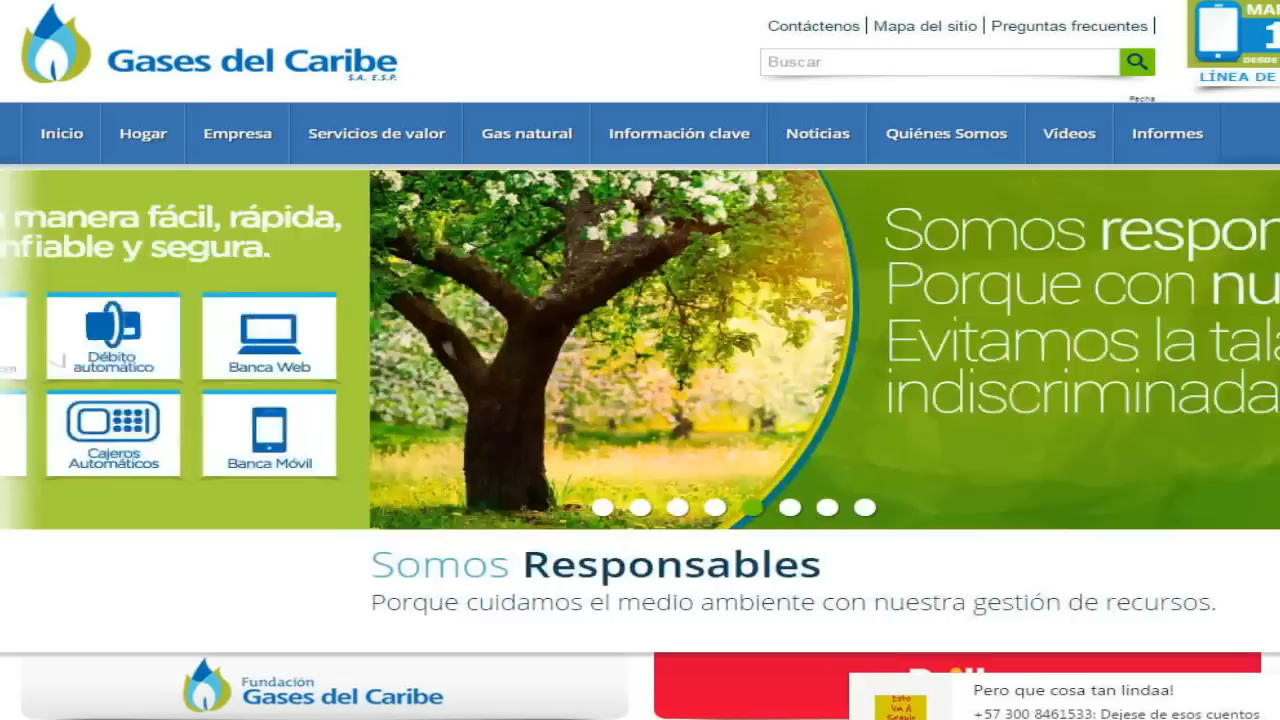 Contáctenos | Mapa del sitio | Preguntas frecuentes |
Gases del Caribe
S.A. E.S.P.
Buscar
LÍNEA DE
DESDE
Fecha
Inicio Hogar Empresa Servicios de valor Gas natural Información clave Noticias Quiénes Somos Videos Informes
manera fácil, rápida,
nfiable y segura.
Débito
automático
Banca Web
Cajeros
Automáticos
Banca Móvil
Somos respon
Porque con nu
Evitamos la tala
indiscriminada
Somos Responsables
Porque cuidamos el medio ambiente con nuestra gestión de recursos.
Fundación
Gases del Caribe
Pero que cosa tan lindaa!
+57 300 8461533: Dejese de esos cuentos